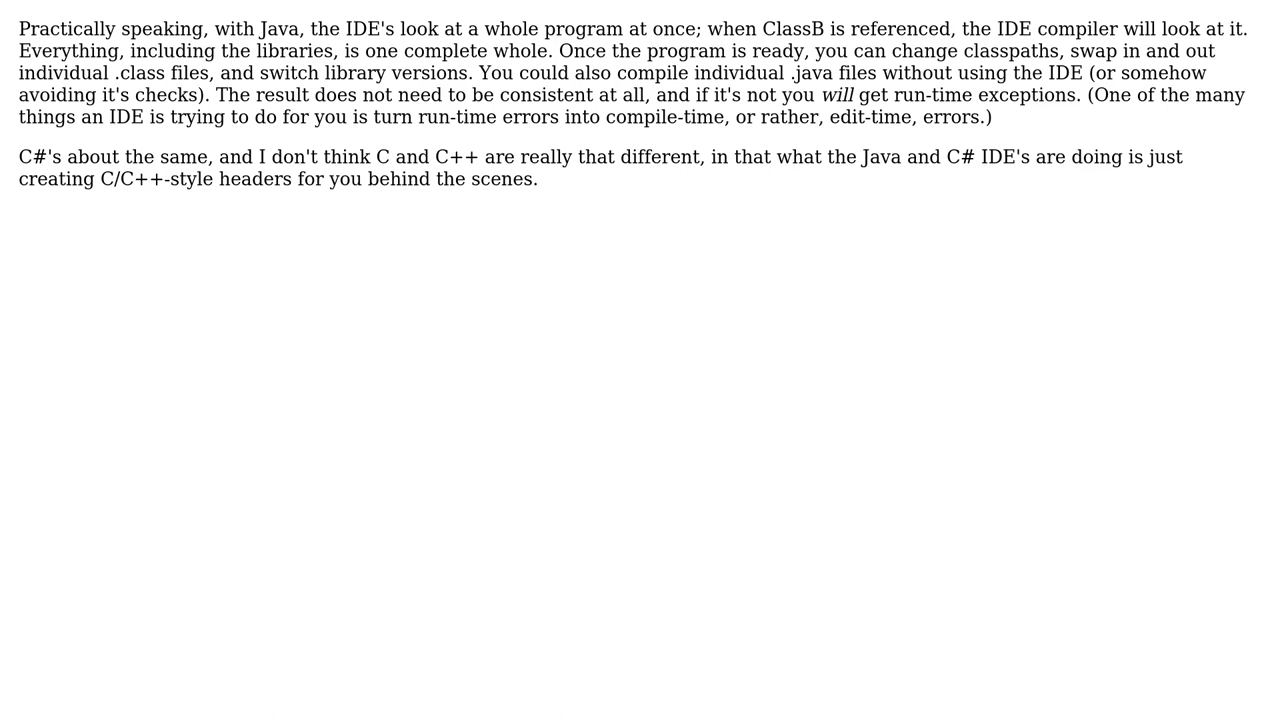 Practically speaking, with Java, the IDE's look at a whole program at once; when ClassB is referenced, the IDE compiler will look at it.
Everything, including the libraries, is one complete whole. Once the program is ready, you can change classpaths, swap in and out
individual .class files, and switch library versions. You could also compile individual .java files without using the IDE (or somehow
avoiding it's checks). The result does not need to be consistent at all, and if it's not you will get run-time exceptions. (One of the many
things an IDE is trying to do for you is turn run-time errors into compile-time, or rather, edit-time, errors.)
C#'s about the same, and I don't think C and C++ are really that different, in that what the Java and C# IDE's are doing is just
creating C/C++-style headers for you behind the scenes.